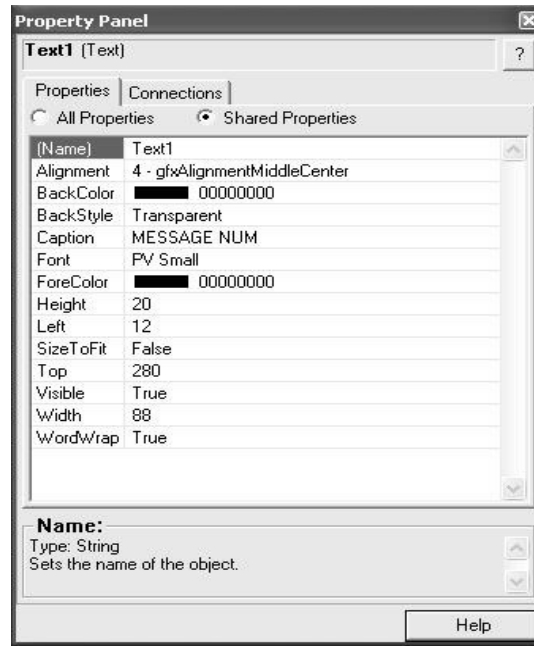 Property Panel
Text1 (Text)
?
Properties Connections
All Properties Shared Properties
(Name) Text1
Alignment 4 - gfxAlignmentMiddleCenter
BackColor 00000000
BackStyle Transparent
Caption MESSAGE NUM
Font PV Small
ForeColor 00000000
Height 20
Left 12
SizeToFit False
Top 280
Visible True
Width 88
WordWrap True
Name:
Type: String
Sets the name of the object.
Help